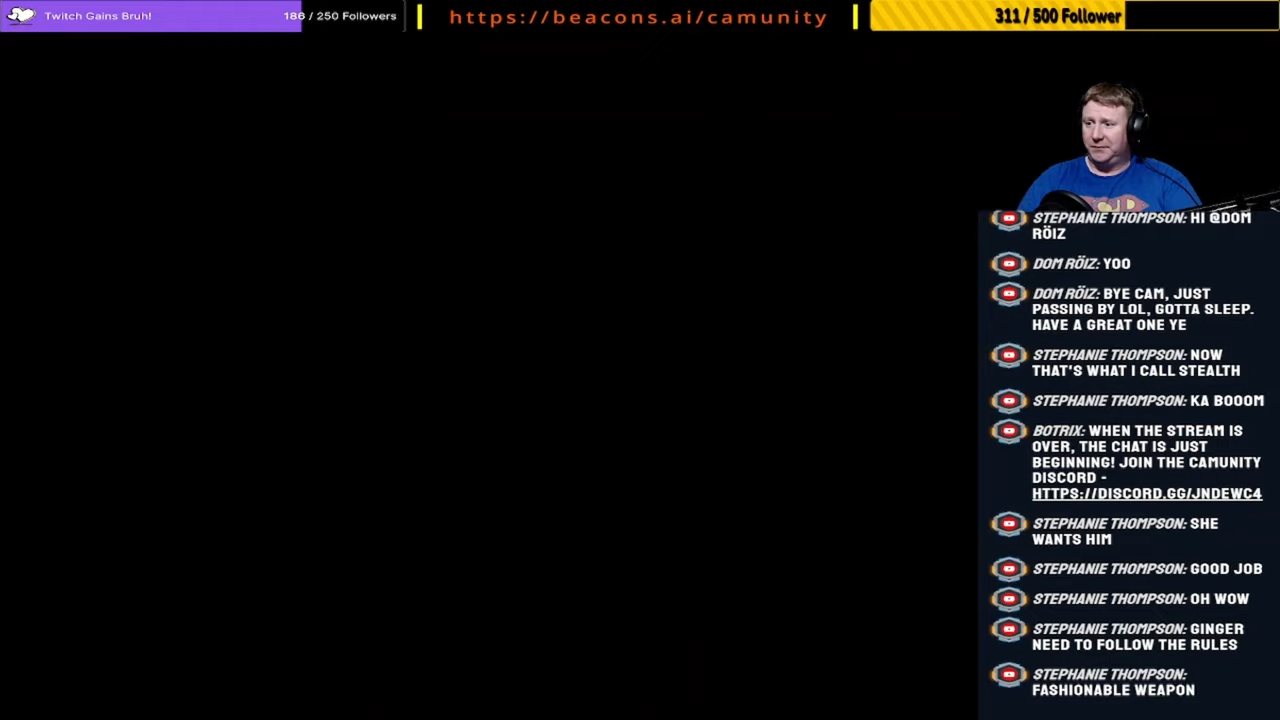 Twitch Gains Bruh!
186 / 250 Followers
https://beacons.ai/camunity
311 / 500 Follower
STEPHANIE THOMPSON: HI @DOM
RÖIZ
DOM RÖIZ: YOO
DOM RÖIZ: BYE CAM, JUST
PASSING BY LOL, GOTTA SLEEP.
HAVE A GREAT ONE YE
STEPHANIE THOMPSON: NOW
THAT'S WHAT I CALL STEALTH
STEPHANIE THOMPSON: KA BOOOM
BOTRIX: WHEN THE STREAM IS
OVER, THE CHAT IS JUST
BEGINNING! JOIN THE CAMUNITY
DISCORD -
HTTPS://DISCORD.GG/JNDEWC4
STEPHANIE THOMPSON: SHE
WANTS HIM
STEPHANIE THOMPSON: GOOD JOB
STEPHANIE THOMPSON: OH WOW
STEPHANIE THOMPSON: GINGER
NEED TO FOLLOW THE RULES
STEPHANIE THOMPSON:
FASHIONABLE WEAPON